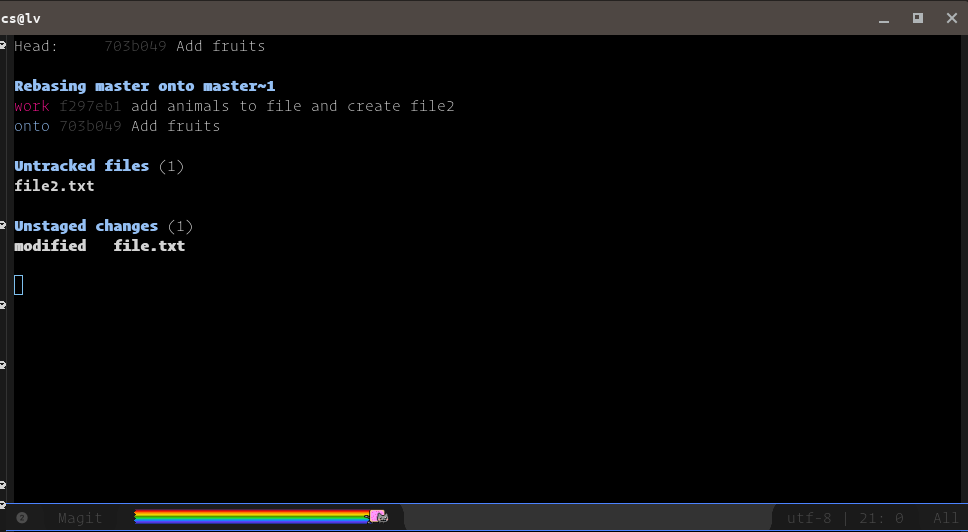 cs@lv
Head: 703b049 Add fruits
Rebasing master onto master~1
work f297eb1 add animals to file and create file2
onto 703b049 Add fruits
Untracked files (1)
file2.txt
Unstaged changes (1)
modified file.txt
2 Magit utf-8 | 21: 0 All